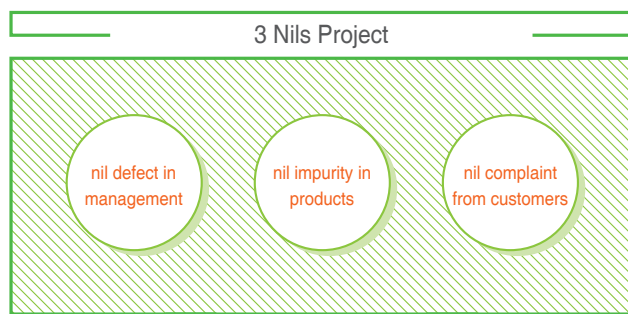 3 Nils Project
nil defect in
management
nil impurity in
products
nil complaint
from customers